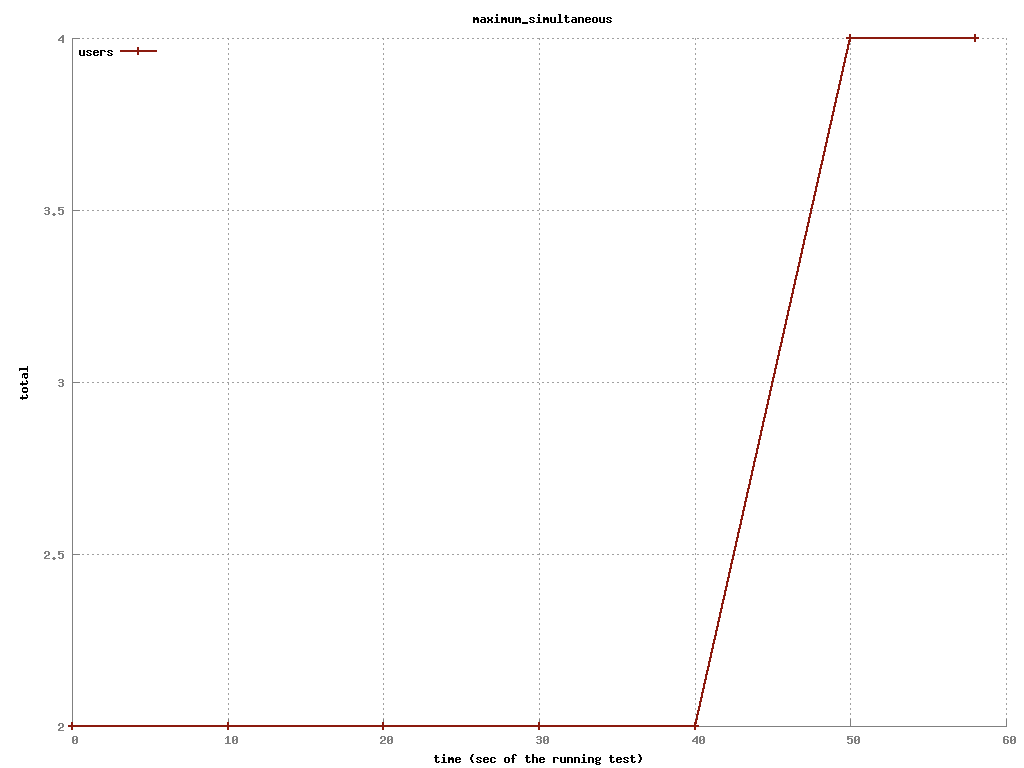 maximum_simultaneous
users
4
3.5
3
2.5
2
total
0 10 20 30 40 50 60
time (sec of the running test)